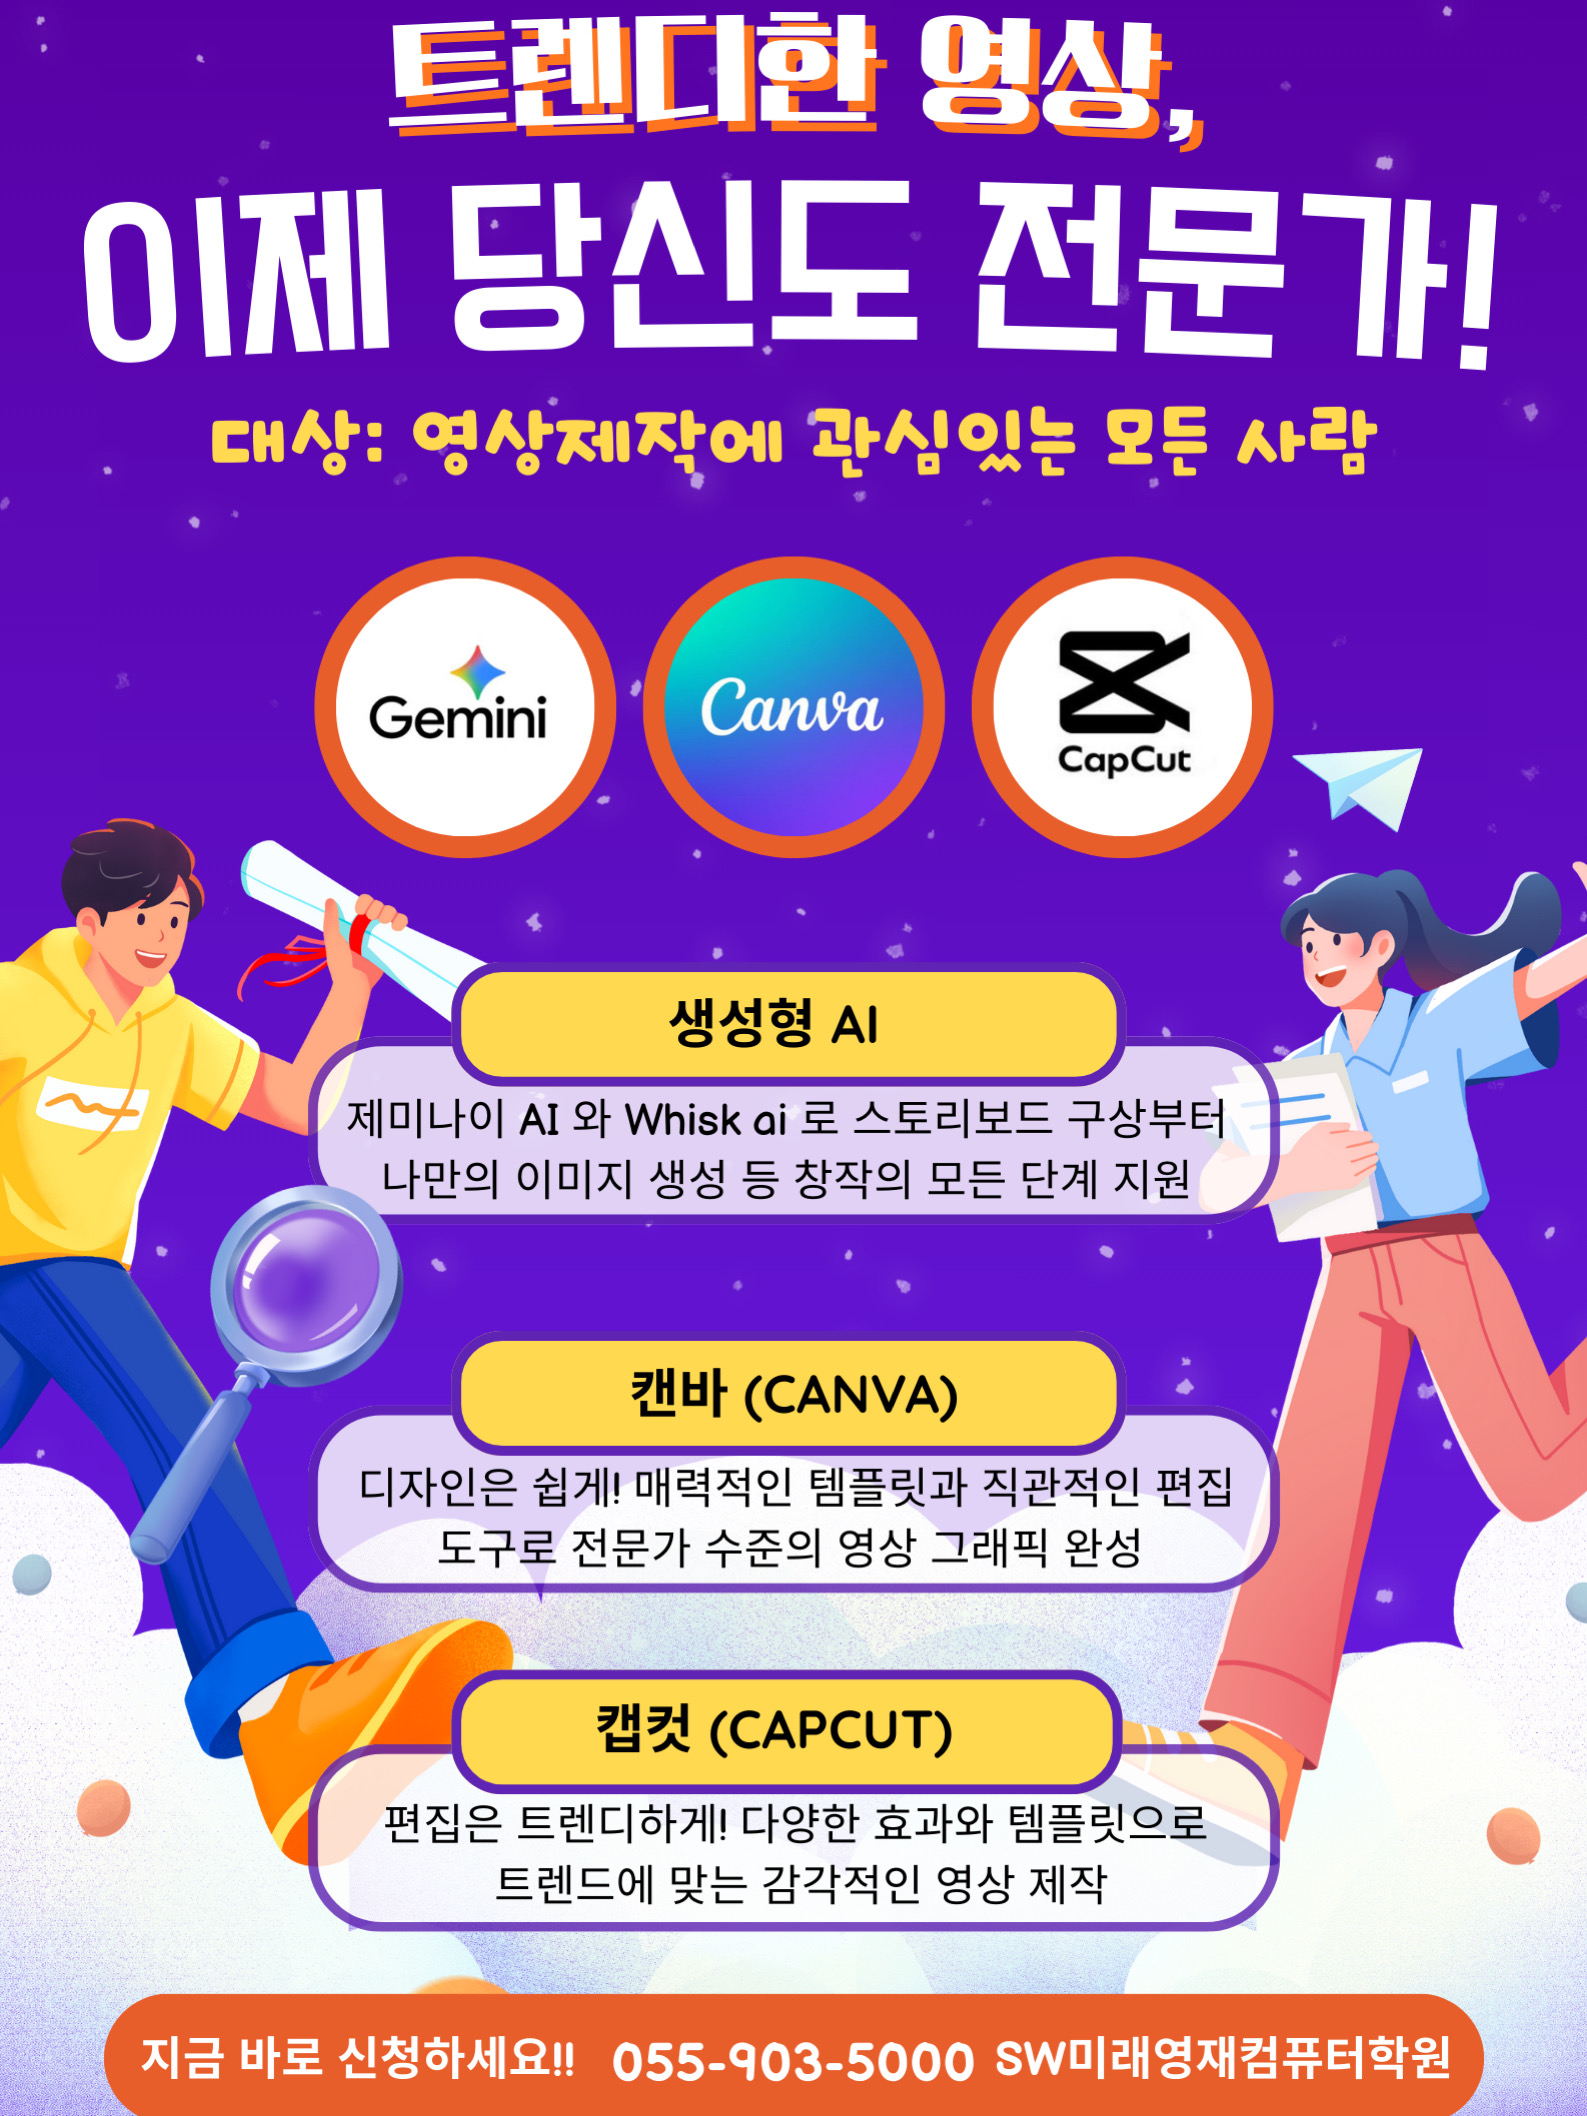 트렌디한 영상,
이제 당신도 전문가!
대상: 영상제작에 관심있는 모든 사람
Gemini
Canva
CapCut
생성형 AI
제미나이 AI 와 Whisk ai 로 스토리보드 구상부터
나만의 이미지 생성 등 창작의 모든 단계 지원
캔바 (CANVA)
디자인은 쉽게! 매력적인 템플릿과 직관적인 편집
도구로 전문가 수준의 영상 그래픽 완성
캡컷 (CAPCUT)
편집은 트렌디하게! 다양한 효과와 템플릿으로
트렌드에 맞는 감각적인 영상 제작
지금 바로 신청하세요!! 055-903-5000 SW미래영재컴퓨터학원